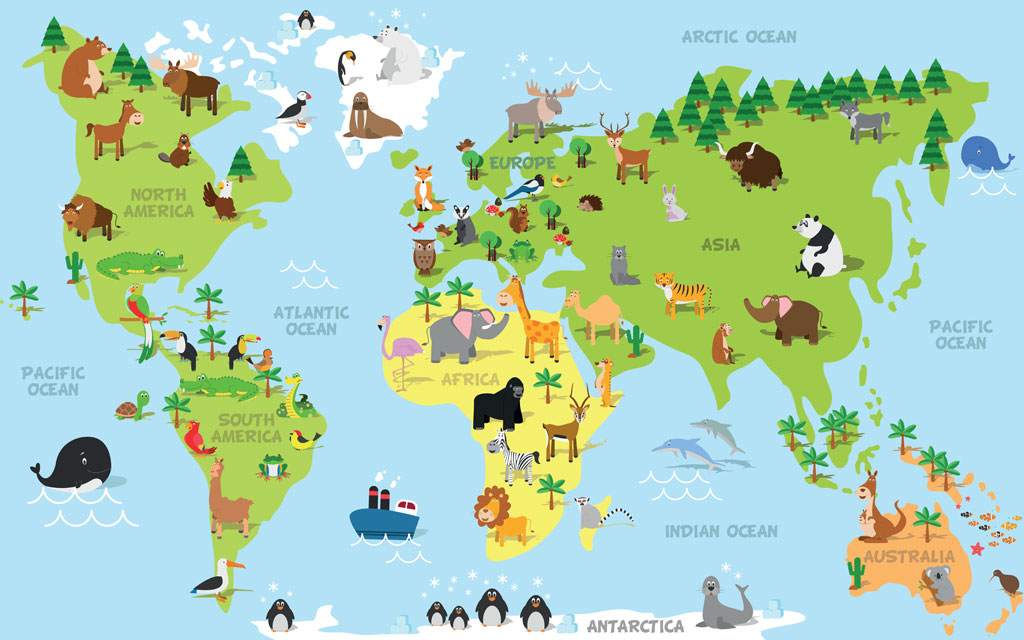 ARCTIC OCEAN
EUROPE
NORTH
AMERICA
ASIA
ATLANTIC
OCEAN
PACIFIC
OCEAN
PACIFIC
OCEAN
AFRICA
SOUTH
AMERICA
INDIAN OCEAN
AUSTRALIA
ANTARCTICA